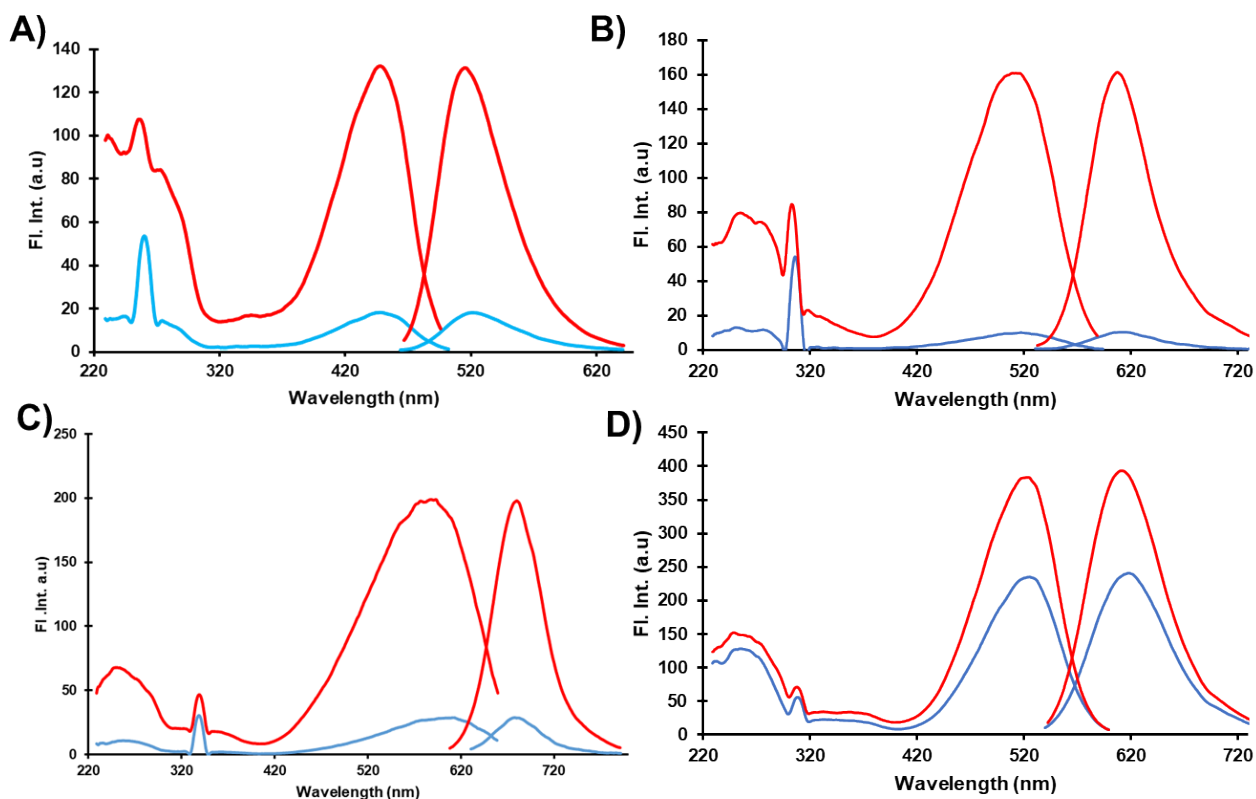 A)
140
120
100
80
60
40
20
0
Fl. Int. (a.u)
220 320 420 520 620
Wavelength (nm)
B)
180
160
140
120
100
80
60
40
20
0
Fl. Int. (a.u)
220 320 420 520 620 720
Wavelength (nm)
C)
250
200
150
100
50
0
Fl .Int. a.u)
220 320 420 520 620 720
Wavelength (nm)
D)
450
400
350
300
250
200
150
100
50
0
Fl. Int. (a.u)
220 320 420 520 620 720
Wavelength (nm)